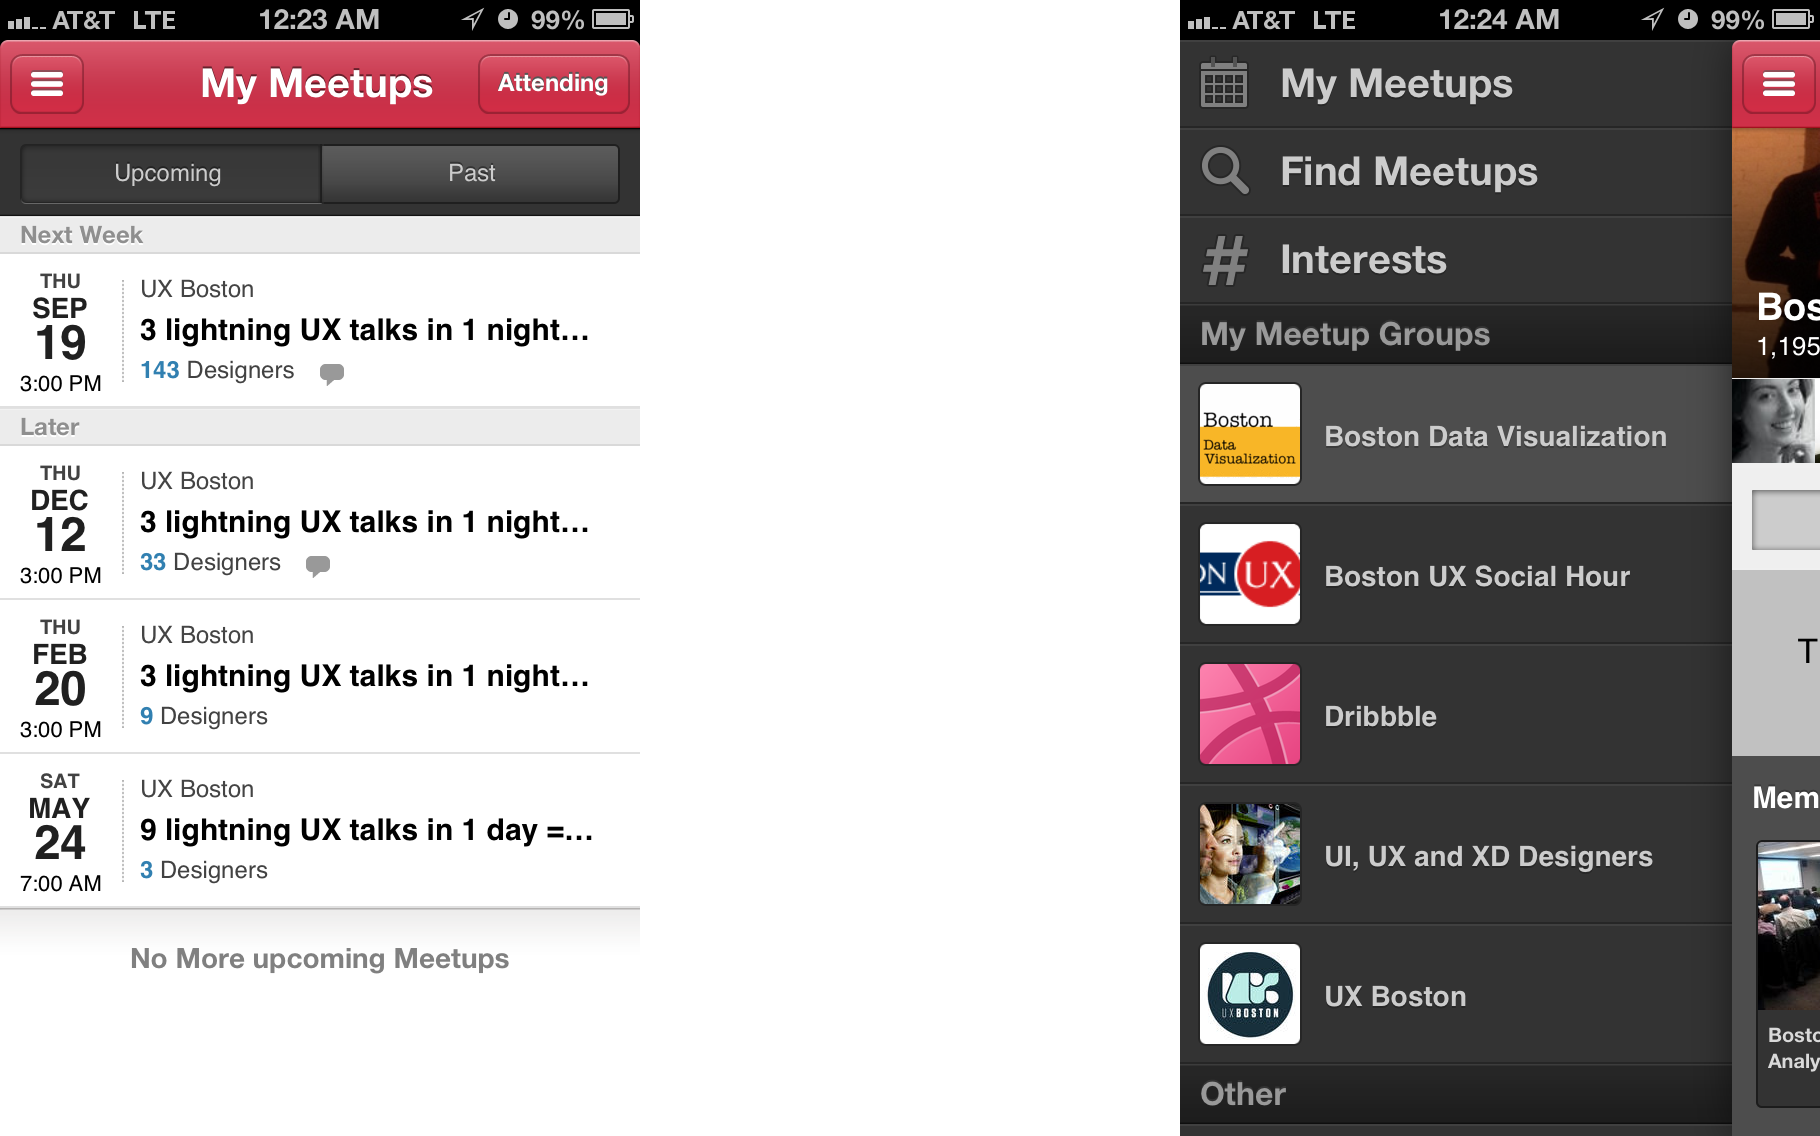 AT&T LTE 12:23 AM 99%
My Meetups
Attending
Upcoming
Past
Next Week
THU
SEP
19
3:00 PM
UX Boston
3 lightning UX talks in 1 night...
143 Designers
Later
THU
DEC
12
3:00 PM
UX Boston
3 lightning UX talks in 1 night...
33 Designers
THU
FEB
20
3:00 PM
UX Boston
3 lightning UX talks in 1 night...
9 Designers
SAT
MAY
24
7:00 AM
UX Boston
9 lightning UX talks in 1 day =...
3 Designers
No More upcoming Meetups
AT&T LTE 12:24 AM 99%
My Meetups
Find Meetups
# Interests
My Meetup Groups
Boston
Data
Visualization
Boston Data Visualization
ON UX
Boston UX Social Hour
Dribbble
UI, UX and XD Designers
UX
UXBOSTON
UX Boston
Other
Bos
1,195
T
Mem
Bosto
Analy